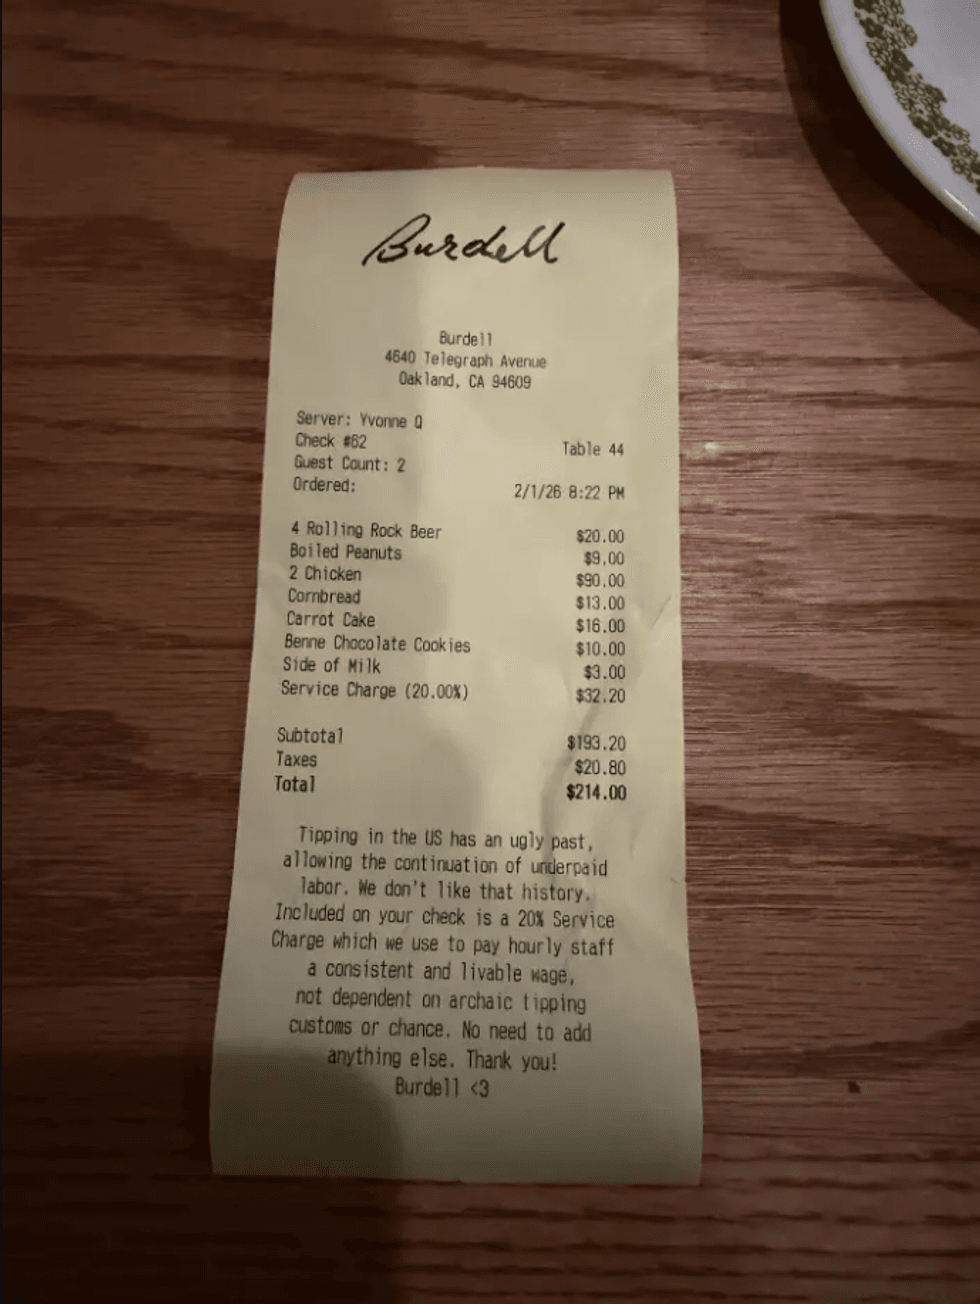 Burdell
Burdell
4640 Telegraph Avenue
Oakland, CA 94609
Server: Yvonne Q
Check #62 Table 44
Guest Count: 2
Ordered: 2/1/26 8:22 PM
4 Rolling Rock Beer $20.00
Boiled Peanuts $9.00
2 Chicken $90.00
Cornbread $13.00
Carrot Cake $16.00
Benne Chocolate Cookies $10.00
Side of Milk $3.00
Service Charge (20.00%) $32.20
Subtotal $193.20
Taxes $20.80
Total $214.00
Tipping in the US has an ugly past,
allowing the continuation of underpaid
labor. We don't like that history.
Included on your check is a 20% Service
Charge which we use to pay hourly staff
a consistent and livable wage,
not dependent on archaic tipping
customs or chance. No need to add
anything else. Thank you!
Burdell <3